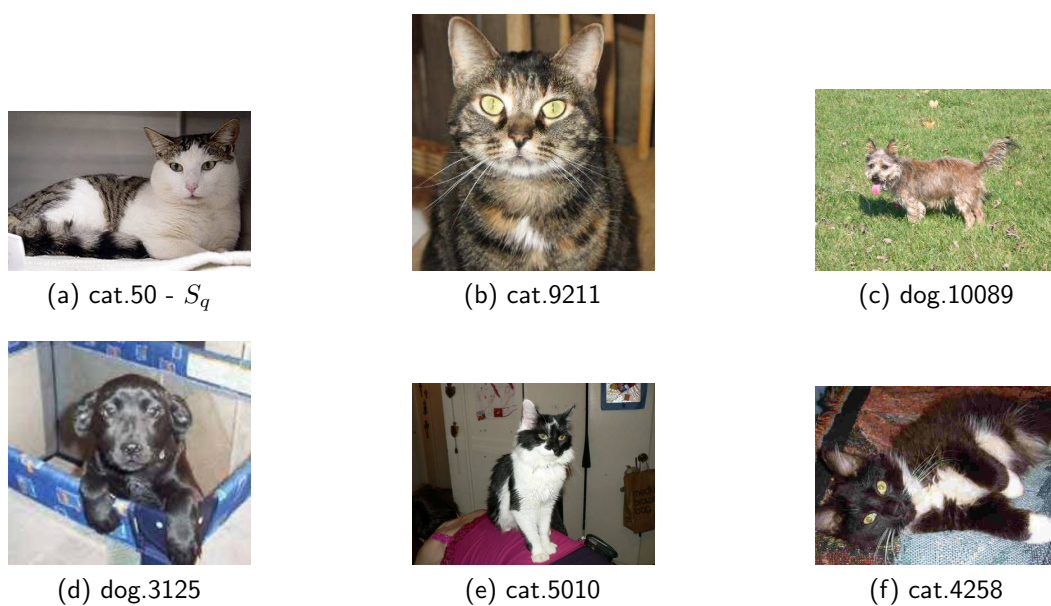 (a) cat.50 - $S_q$
(b) cat.9211
(c) dog.10089
(d) dog.3125
(e) cat.5010
(f) cat.4258